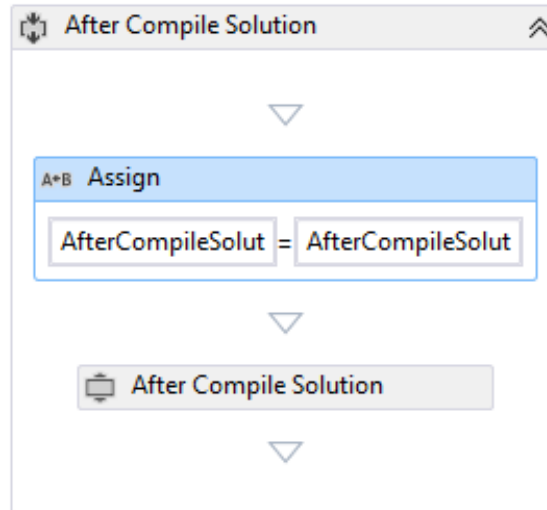 After Compile Solution
A+B Assign
AfterCompileSolut = AfterCompileSolut
After Compile Solution